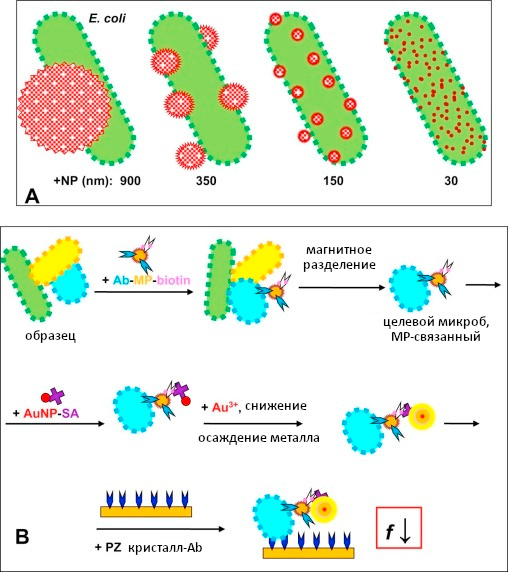 E. coli
+NP (nm): 900 350 150 30
A
+ Ab-MP-biotin
магнитное
разделение
образец
целевой микроб,
МР-связанный
+ AuNP-SA
+ Au³⁺, снижение
осаждение металла
B
+ PZ кристалл-Ab
f ↓